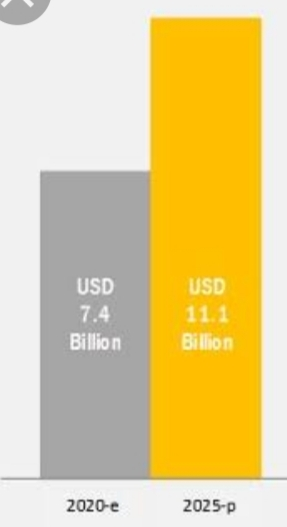 USD
7.4
Billion
USD
11.1
Billion
2020-e
2025-p